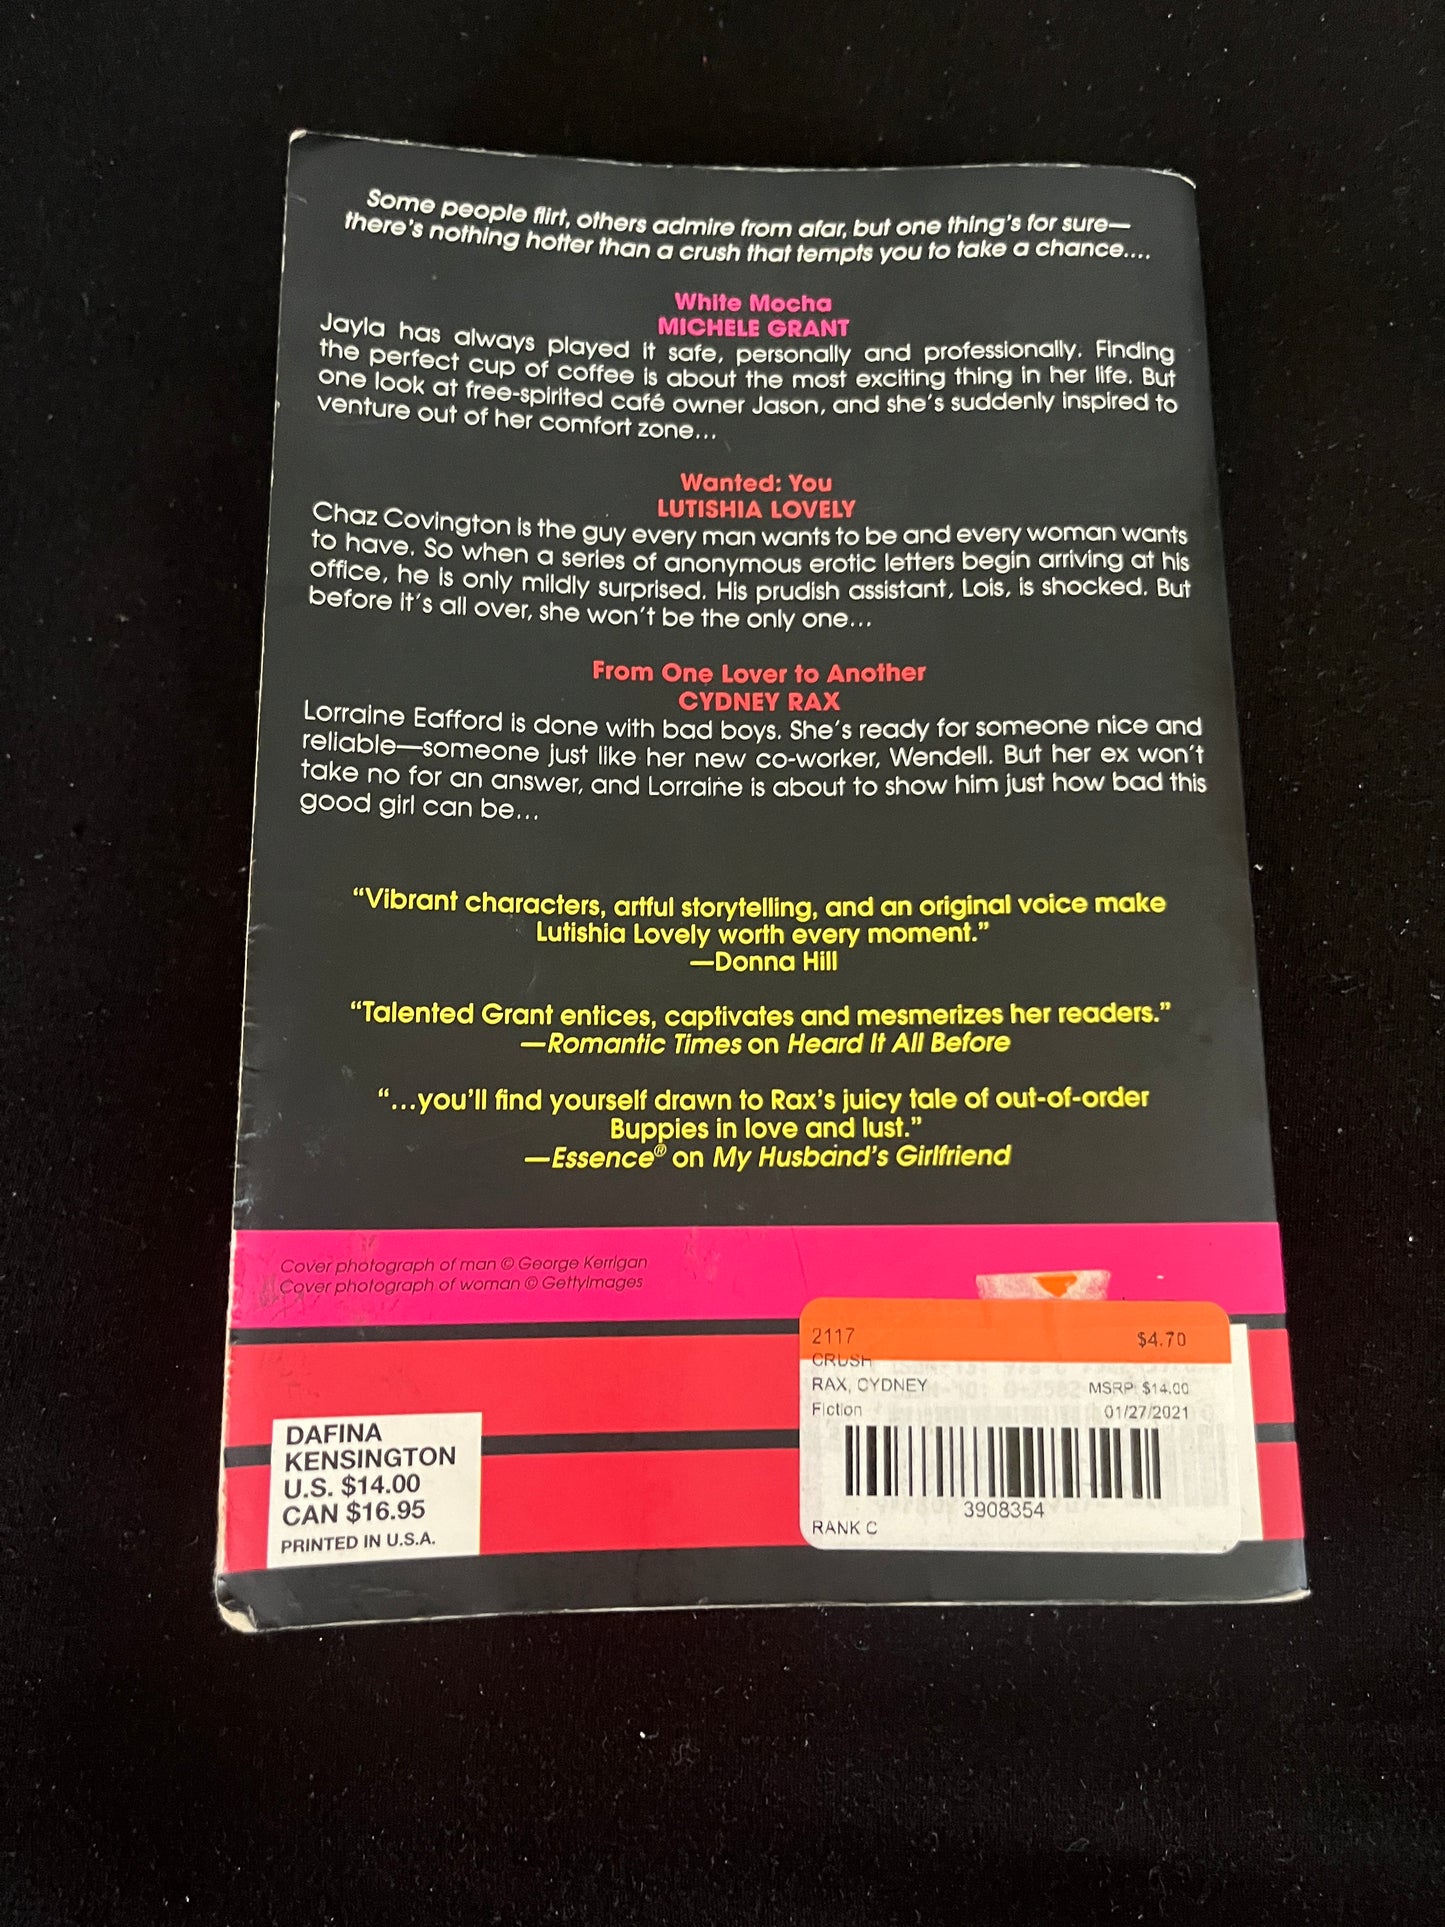 Some people flirt, others admire from afar, but one thing's for sure—
there's nothing hotter than a crush that tempts you to take a chance....
White Mocha
MICHELE GRANT
Jayla has always played it safe, personally and professionally. Finding
the perfect cup of coffee is about the most exciting thing in her life. But
one look at free-spirited café owner Jason, and she's suddenly inspired to
venture out of her comfort zone...
Wanted: You
LUTISHIA LOVELY
Chaz Covington is the guy every man wants to be and every woman wants
to have. So when a series of anonymous erotic letters begin arriving at his
office, he is only mildly surprised. His prudish assistant, Lois, is shocked. But
before it's all over, she won't be the only one...
From One Lover to Another
CYDNEY RAX
Lorraine Eafford is done with bad boys. She's ready for someone nice and
reliable—someone just like her new co-worker, Wendell. But her ex won't
take no for an answer, and Lorraine is about to show him just how bad this
good girl can be...
“Vibrant characters, artful storytelling, and an original voice make
Lutishia Lovely worth every moment.”
—Donna Hill
“Talented Grant entices, captivates and mesmerizes her readers.”
—Romantic Times on Heard It All Before
“...you'll find yourself drawn to Rax's juicy tale of out-of-order
Buppies in love and lust.”
—Essence® on My Husband's Girlfriend
Cover photograph of man © George Kerrigan
Cover photograph of woman © GettyImages
DAFINA
KENSINGTON
U.S. $14.00
CAN $16.95
PRINTED IN U.S.A.
2117 $4.70
CRUSH
RAX, CYDNEY MSRP: $14.00
Fiction 01/27/2021
3908354
RANK C